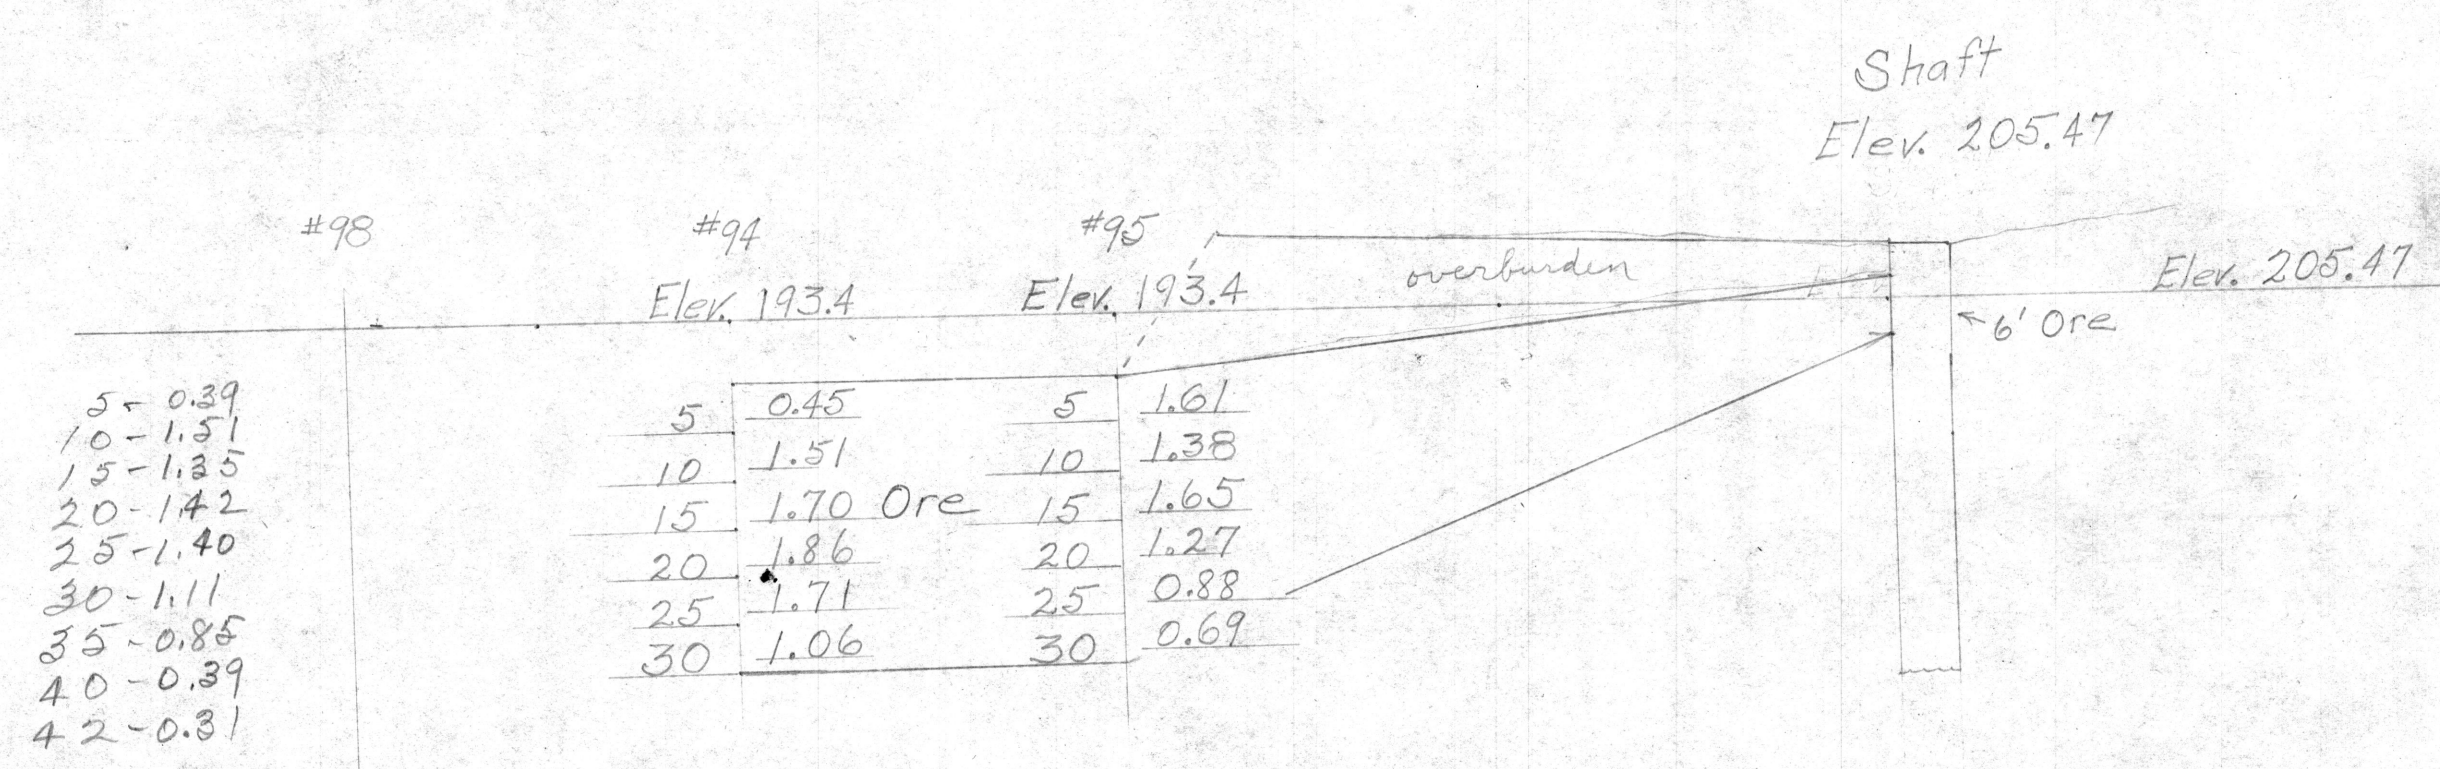 Shaft
Elev. 205.47
#98
#94
#95
Elev. 193.4
Elev. 193.4
overburden
Elev. 205.47
6' Ore
5 - 0.39
10 - 1.51
15 - 1.35
20 - 1.42
25 - 1.40
30 - 1.11
35 - 0.85
40 - 0.39
42 - 0.31
5 0.45
10 1.51
15 1.70 Ore
20 1.86
25 1.71
30 1.06
5 1.61
10 1.38
15 1.65
20 1.27
25 0.88
30 0.69